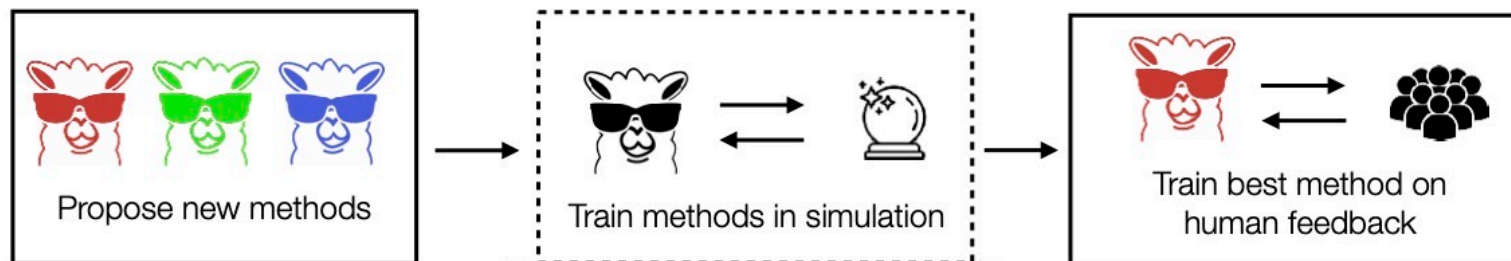 Propose new methods
Train methods in simulation
Train best method on
human feedback